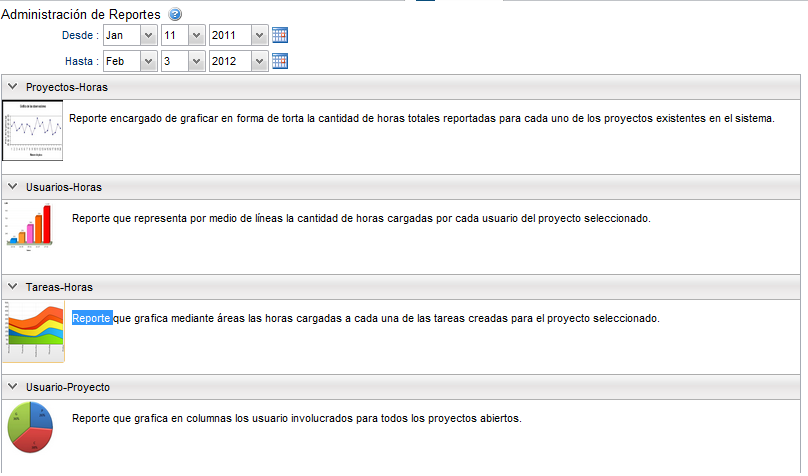 Administración de Reportes
Desde : Jan 11 2011
Hasta : Feb 3 2012
Proyectos-Horas
Reporte encargado de graficar en forma de torta la cantidad de horas totales reportadas para cada uno de los proyectos existentes en el sistema.
Usuarios-Horas
Reporte que representa por medio de líneas la cantidad de horas cargadas por cada usuario del proyecto seleccionado.
Tareas-Horas
Reporte que grafica mediante áreas las horas cargadas a cada una de las tareas creadas para el proyecto seleccionado.
Usuario-Proyecto
Reporte que grafica en columnas los usuario involucrados para todos los proyectos abiertos.